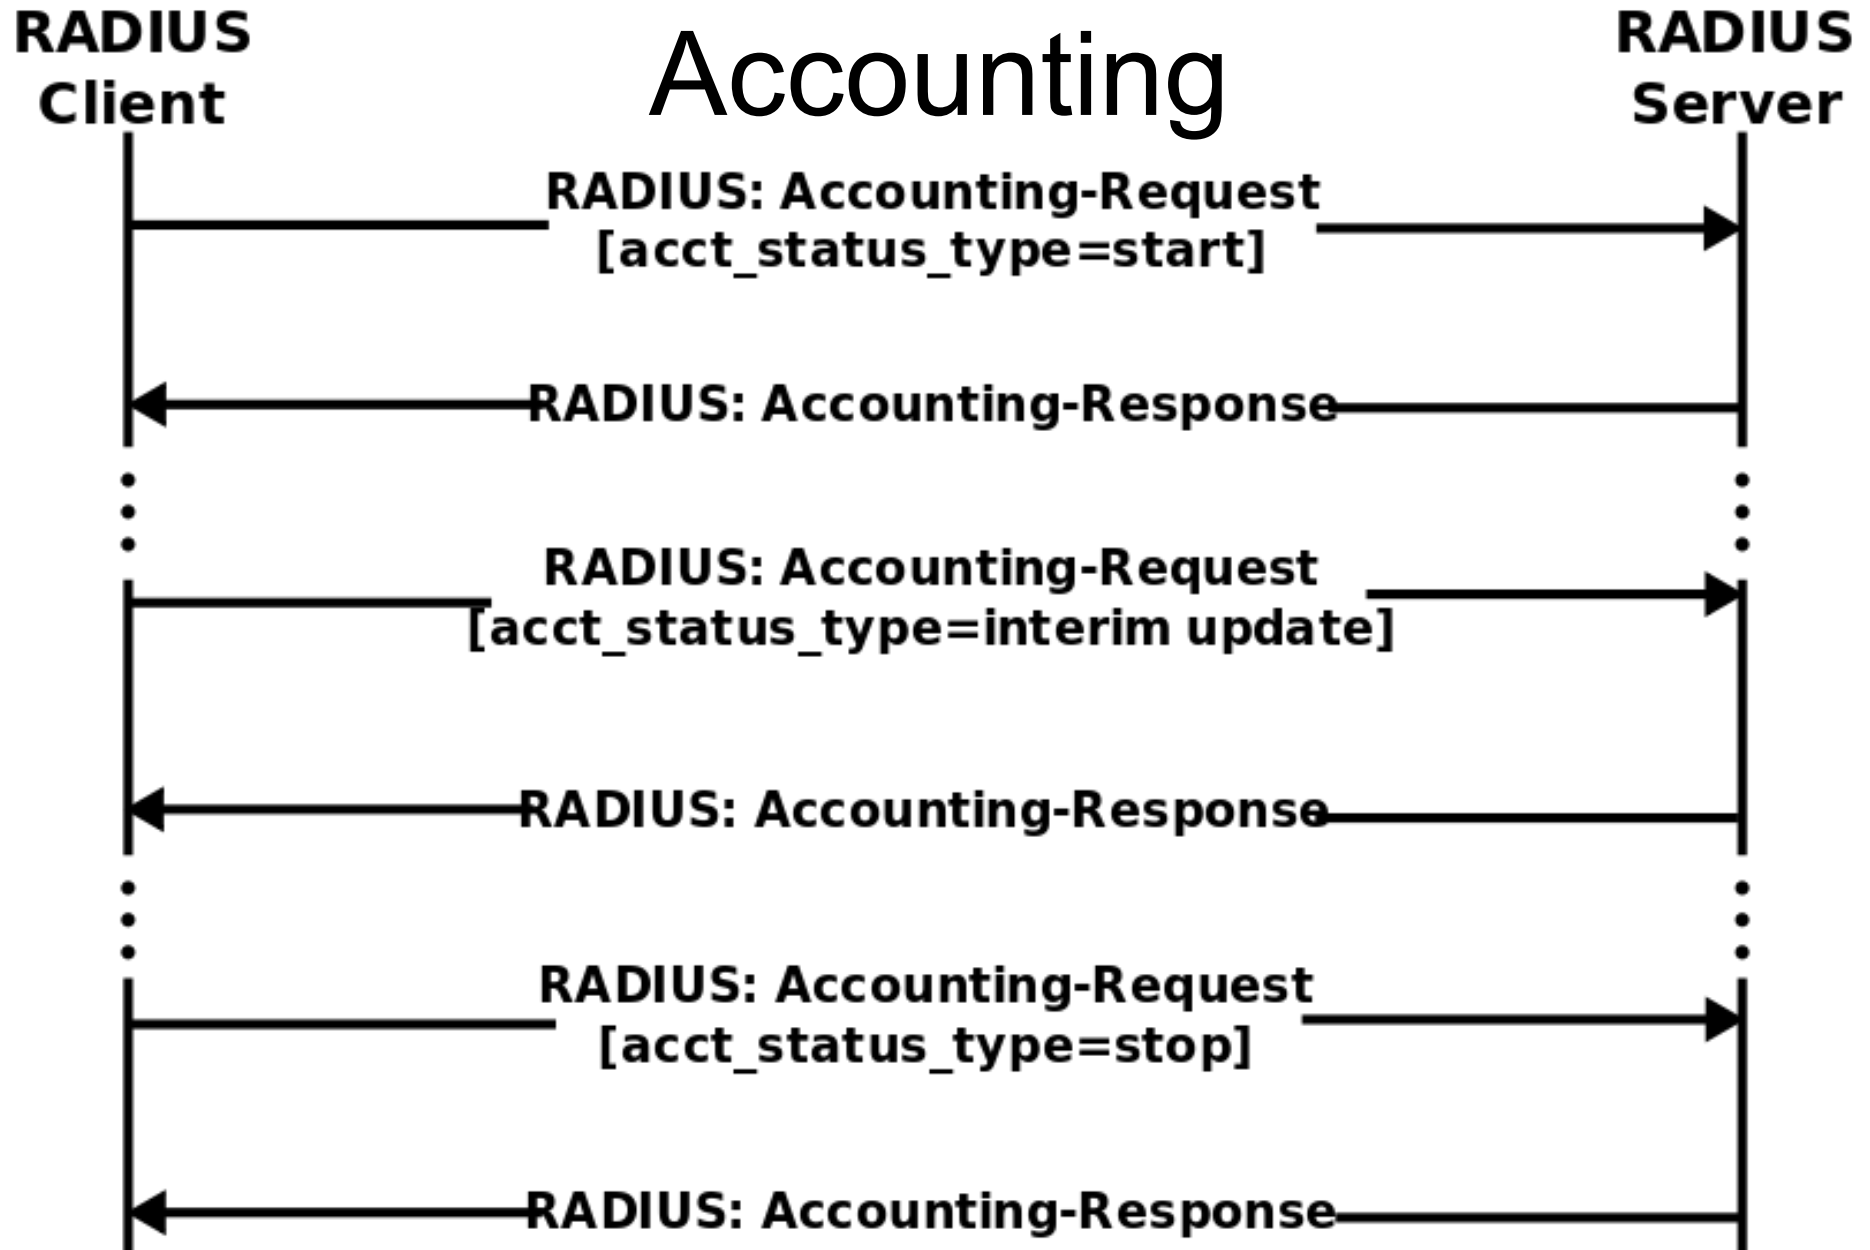 RADIUS
Client
Accounting
RADIUS
Server
RADIUS: Accounting-Request
[acct_status_type=start]
RADIUS: Accounting-Response
RADIUS: Accounting-Request
[acct_status_type=interim update]
RADIUS: Accounting-Response
RADIUS: Accounting-Request
[acct_status_type=stop]
RADIUS: Accounting-Response